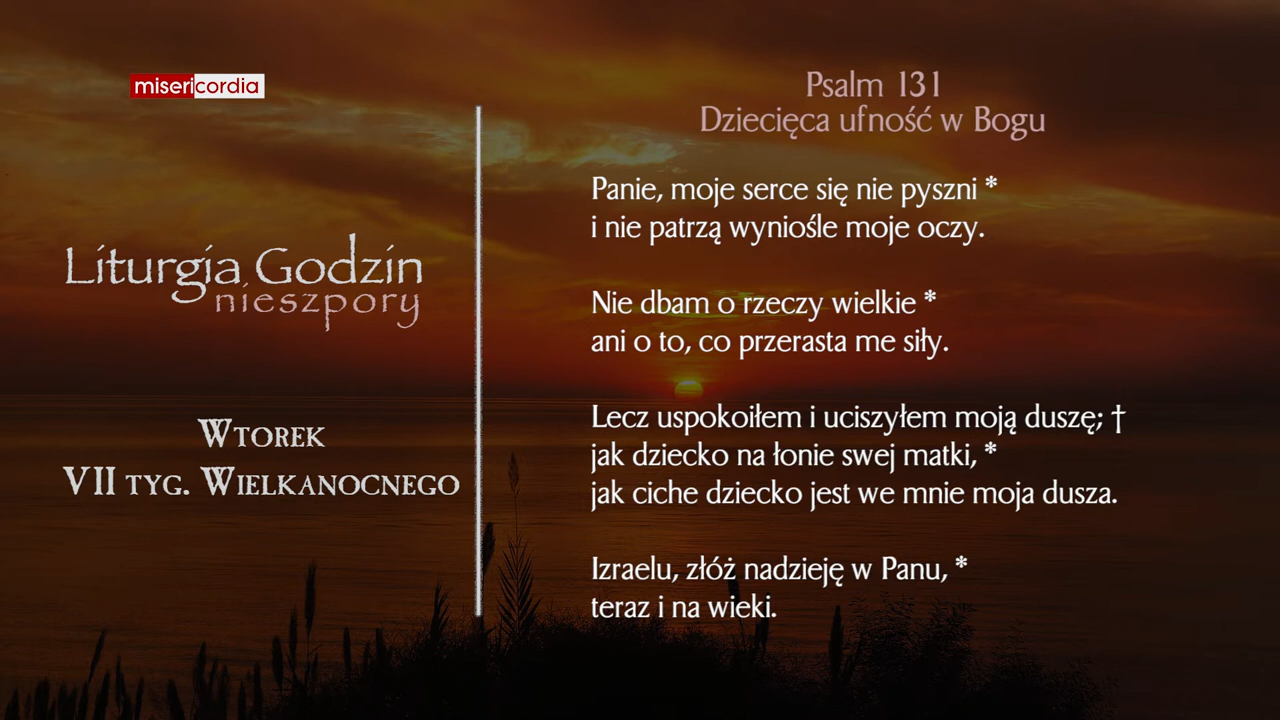 misericordia
Liturgia Godzin
nieszpory
Wtorek
VII tyg. Wielkanocnego
Psalm 131
Dziecięca ufność w Bogu
Panie, moje serce się nie pyszni *
i nie patrzą wyniośle moje oczy.
Nie dbam o rzeczy wielkie *
ani o to, co przerasta me siły.
Lecz uspokoiłem i uciszyłem moją duszę; †
jak dziecko na łonie swej matki, *
jak ciche dziecko jest we mnie moja dusza.
Izraelu, złóż nadzieję w Panu, *
teraz i na wieki.